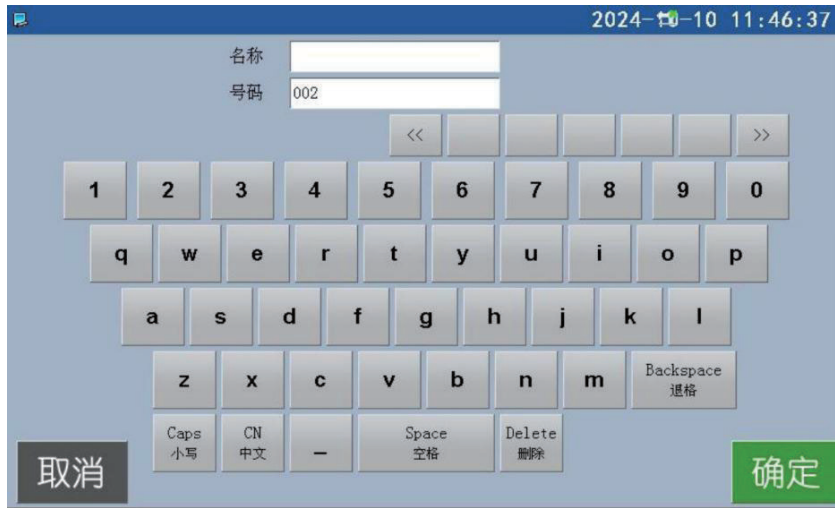 2024-10-10 11:46:37
名称
号码 002
<< >>
1 2 3 4 5 6 7 8 9 0
q w e r t y u i o p
a s d f g h j k l
z x c v b n m Backspace
退格
Caps CN _ Space Delete
小写 中文 空格 删除
取消 确定